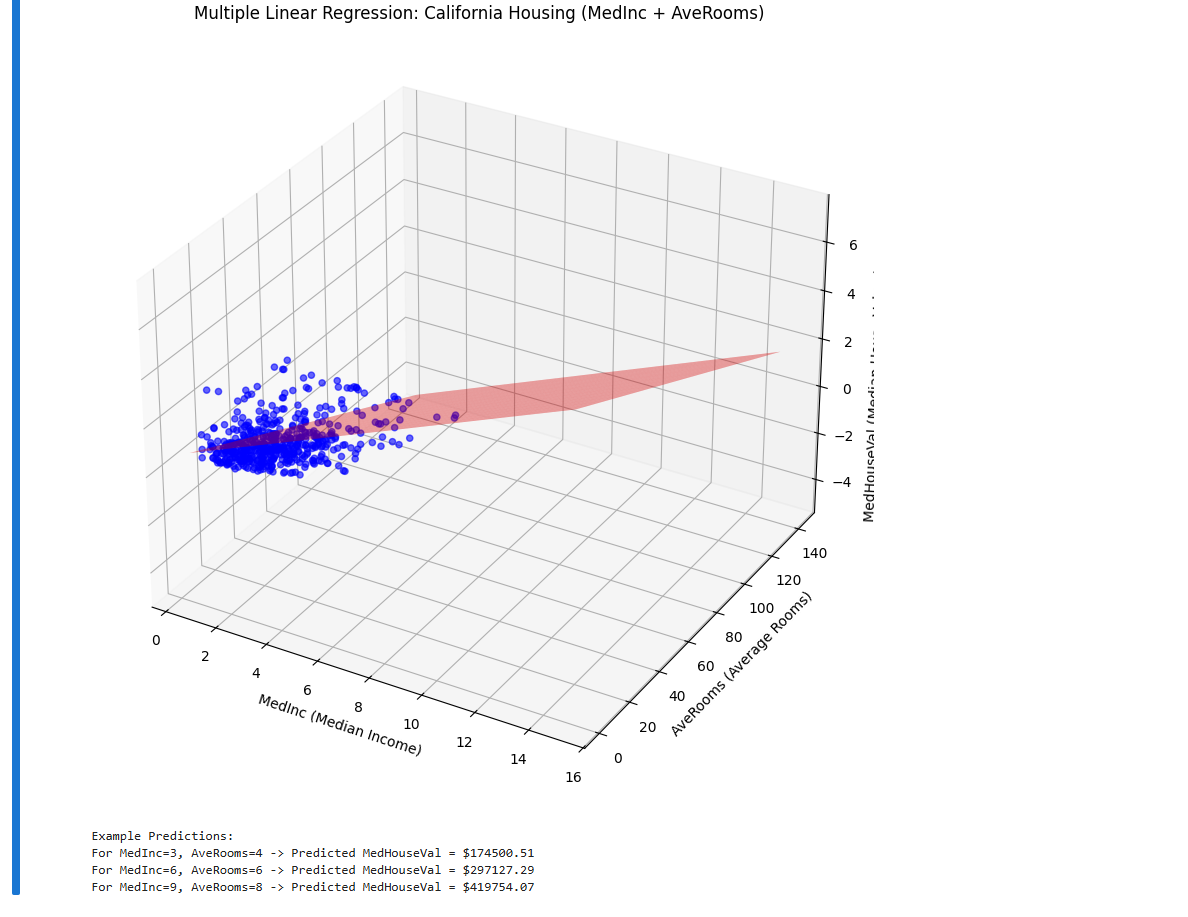 Multiple Linear Regression: California Housing (MedInc + AveRooms)
6
4
2
0
−2
−4
MedHouseVal (Median
140
120
100
80
60
40
20
0
AveRooms (Average Rooms)
0
2
4
6
8
10
12
14
16
MedInc (Median Income)
Example Predictions:
For MedInc=3, AveRooms=4 -> Predicted MedHouseVal = $174500.51
For MedInc=6, AveRooms=6 -> Predicted MedHouseVal = $297127.29
For MedInc=9, AveRooms=8 -> Predicted MedHouseVal = $419754.07